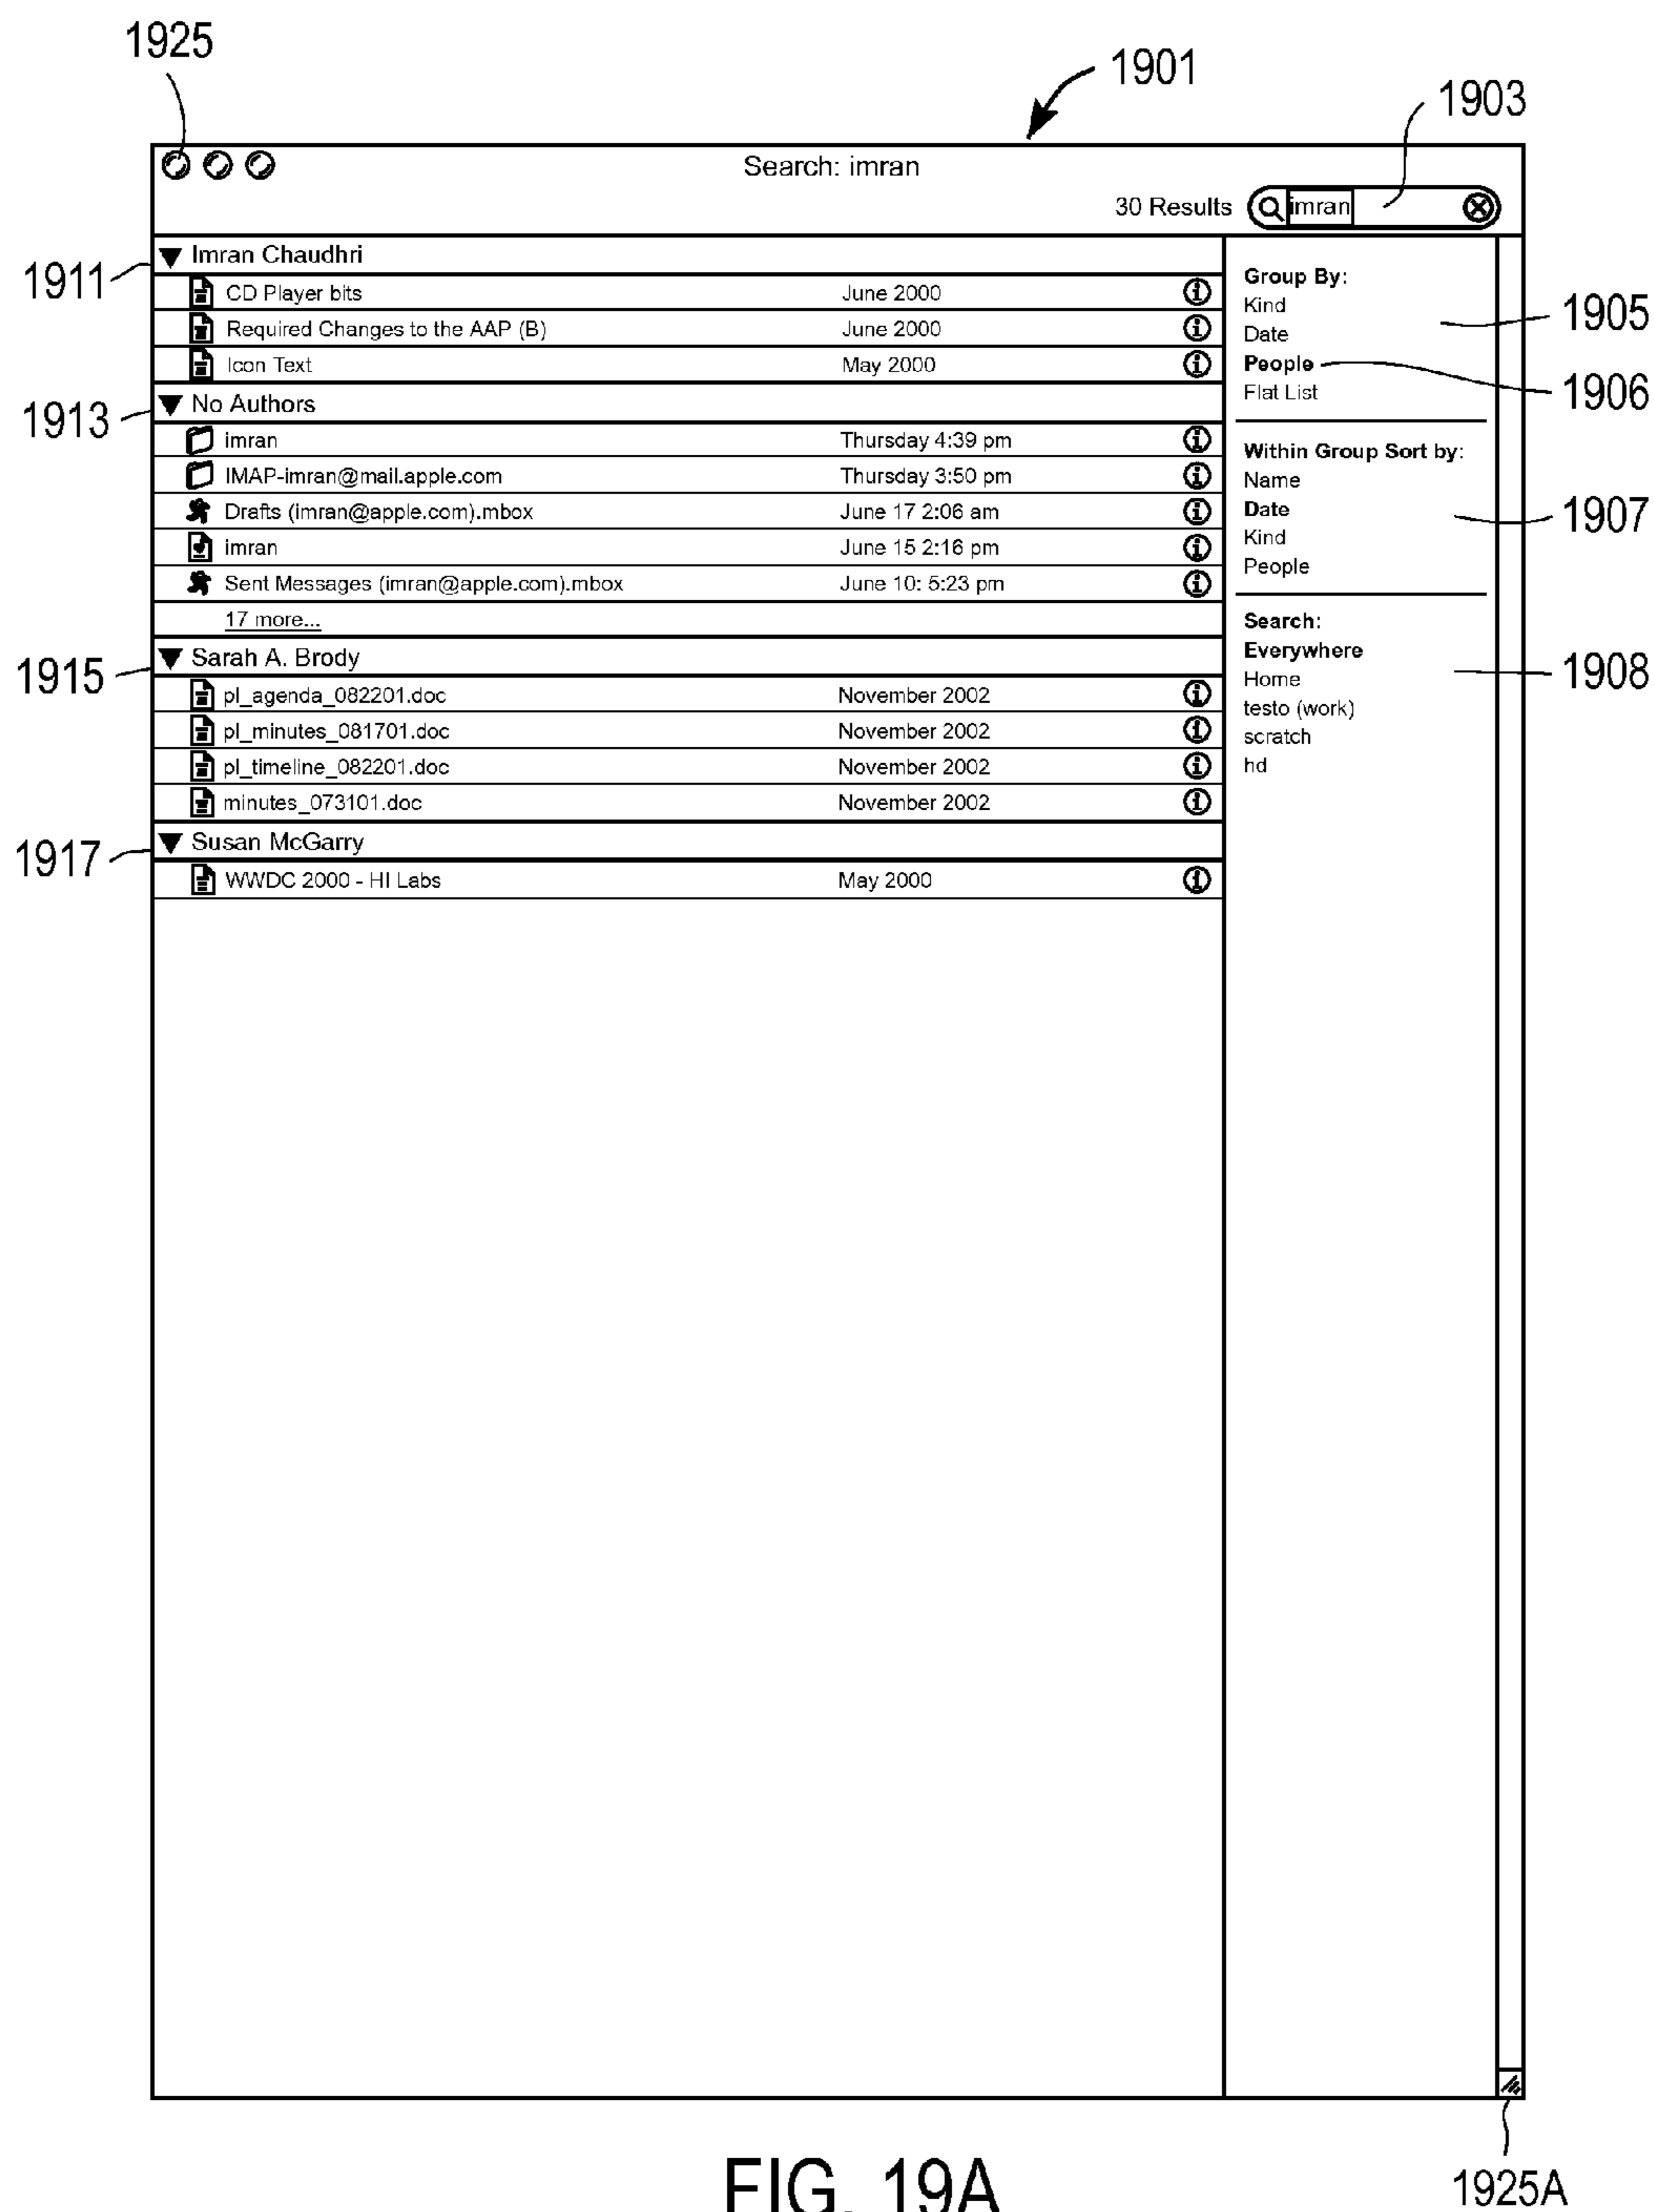 1925
1901
1903
Search: imran
30 Results imran
1911
Imran Chaudhri
CD Player bits June 2000
Required Changes to the AAP (B) June 2000
Icon Text May 2000
1913
No Authors
imran Thursday 4:39 pm
IMAP-imran@mail.apple.com Thursday 3:50 pm
Drafts (imran@apple.com).mbox June 17 2:06 am
imran June 15 2:16 pm
Sent Messages (imran@apple.com).mbox June 10: 5:23 pm
17 more...
1915
Sarah A. Brody
pl_agenda_082201.doc November 2002
pl_minutes_081701.doc November 2002
pl_timeline_082201.doc November 2002
minutes_073101.doc November 2002
1917
Susan McGarry
WWDC 2000 - HI Labs May 2000
Group By:
Kind
1905
Date
People
1906
Flat List
Within Group Sort by:
Name
Date
1907
Kind
People
Search:
Everywhere
Home
1908
testo (work)
scratch
hd
1925A
FIG. 19A